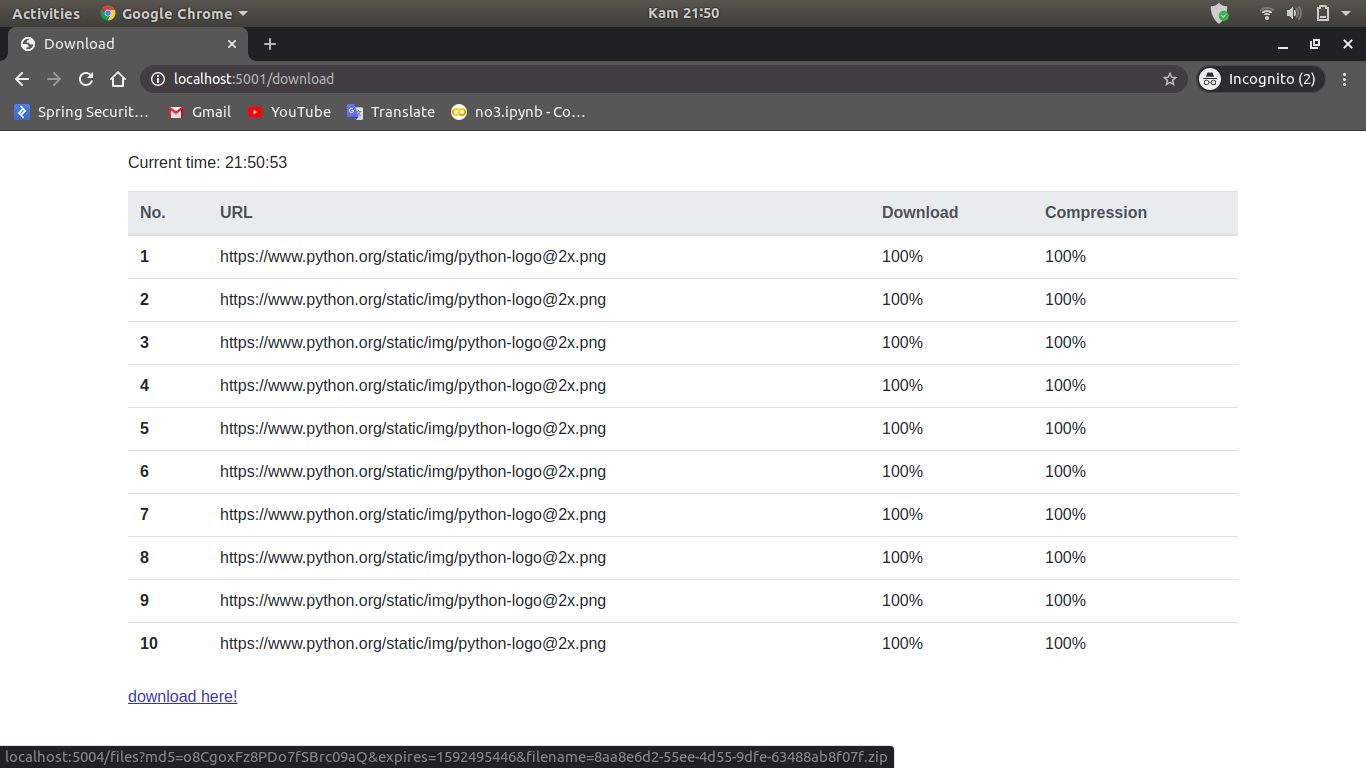 Activities Google Chrome Kam 21:50
Download
localhost:5001/download Incognito (2)
Spring Securit... Gmail YouTube Translate no3.ipynb - Co...
Current time: 21:50:53
No. URL Download Compression
1 https://www.python.org/static/img/python-logo@2x.png 100% 100%
2 https://www.python.org/static/img/python-logo@2x.png 100% 100%
3 https://www.python.org/static/img/python-logo@2x.png 100% 100%
4 https://www.python.org/static/img/python-logo@2x.png 100% 100%
5 https://www.python.org/static/img/python-logo@2x.png 100% 100%
6 https://www.python.org/static/img/python-logo@2x.png 100% 100%
7 https://www.python.org/static/img/python-logo@2x.png 100% 100%
8 https://www.python.org/static/img/python-logo@2x.png 100% 100%
9 https://www.python.org/static/img/python-logo@2x.png 100% 100%
10 https://www.python.org/static/img/python-logo@2x.png 100% 100%
download here!
localhost:5004/files?md5=o8CgoxFz8PDo7fSBrc09aQ&expires=1592495446&filename=8aa8e6d2-55ee-4d55-9dfe-63488ab8f07f.zip